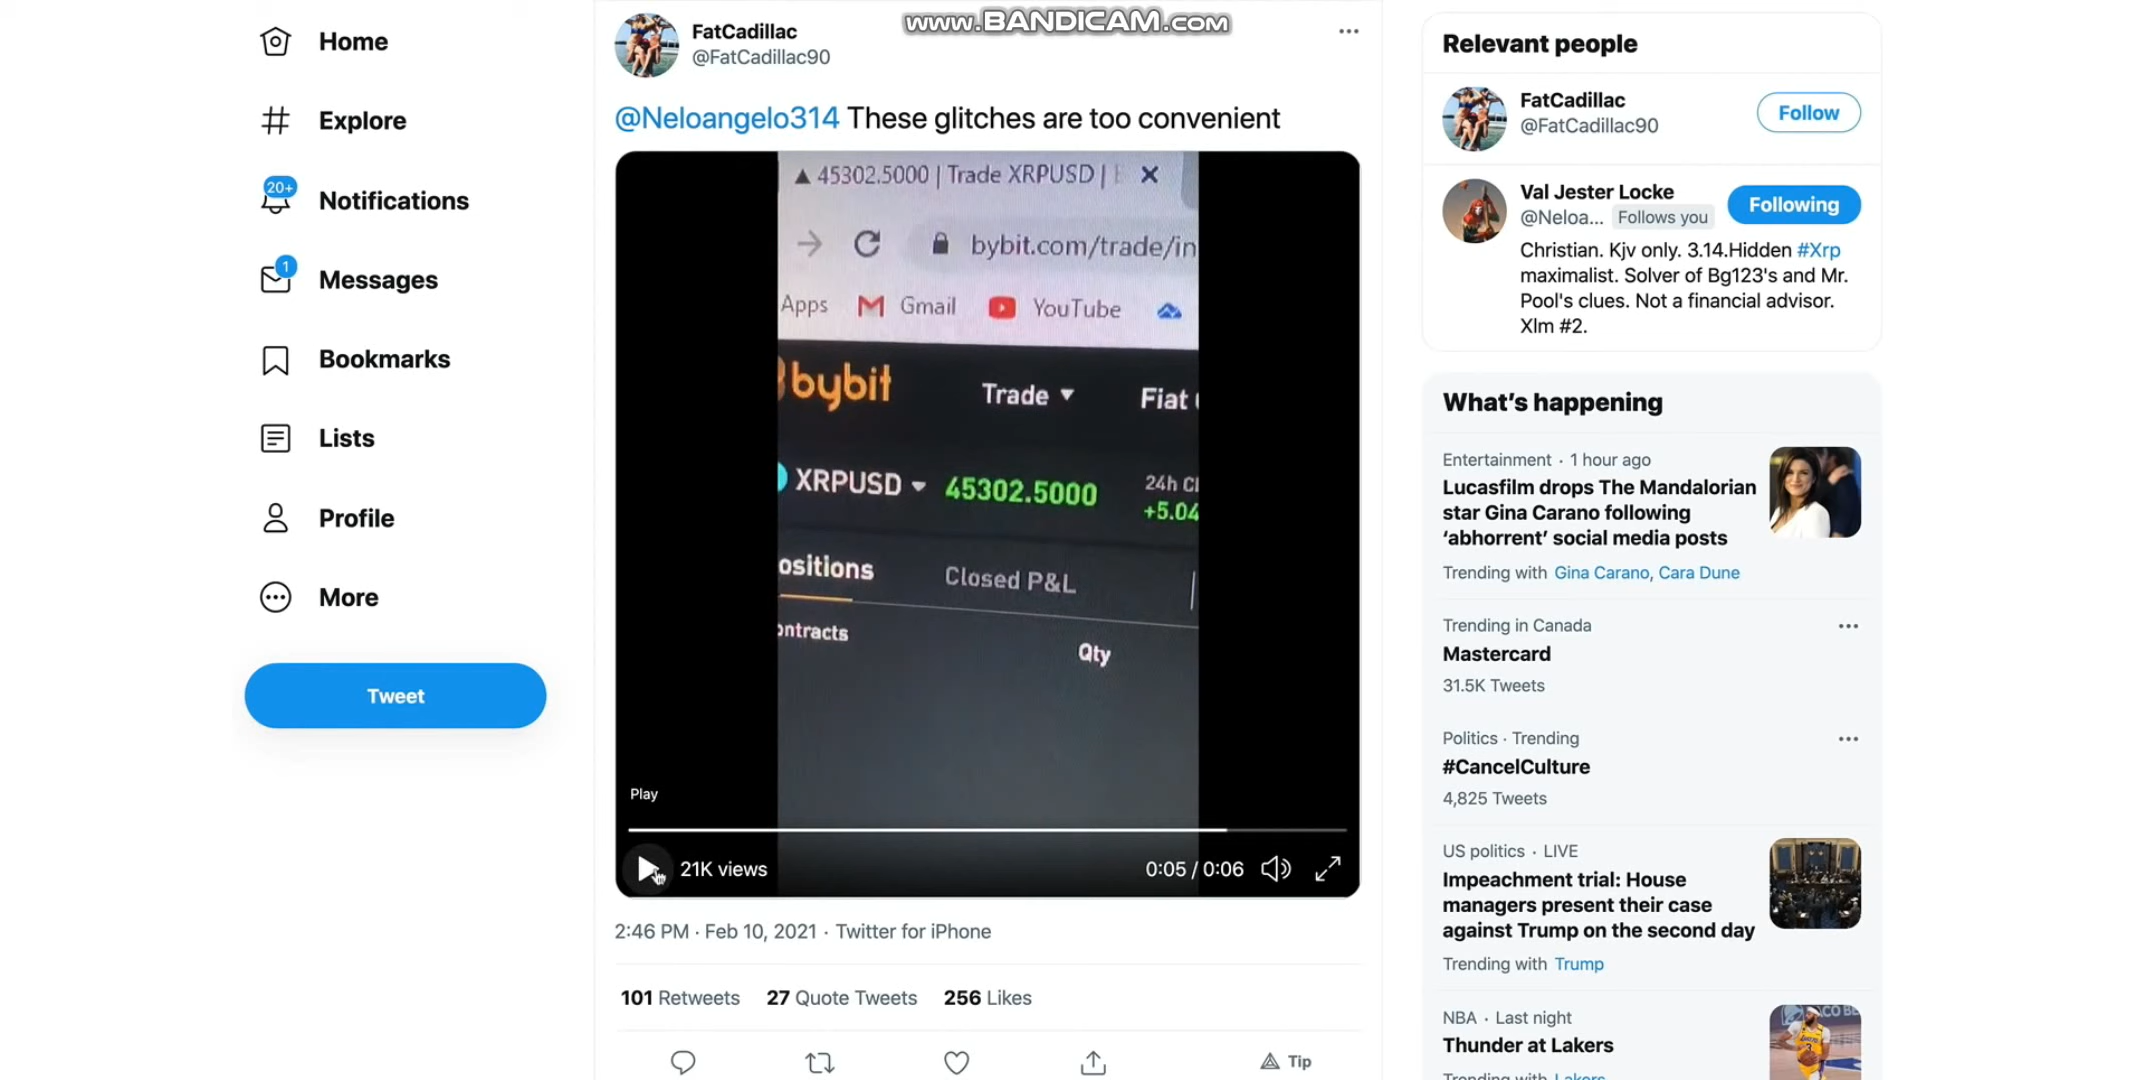 www.BANDICAM.com
Home
Explore
20+
Notifications
1
Messages
Bookmarks
Lists
Profile
More
Tweet
FatCadillac
@FatCadillac90
@Neloangelo314 These glitches are too convenient
▲ 45302.5000 | Trade XRPUSD |
bybit.com/trade/in
Apps Gmail YouTube
bybit Trade Fiat
XRPUSD 45302.5000
24h
+5.04
ositions Closed P&L
ontracts Qty
Play
21K views 0:05 / 0:06
2:46 PM · Feb 10, 2021 · Twitter for iPhone
101 Retweets 27 Quote Tweets 256 Likes
Tip
Relevant people
FatCadillac
@FatCadillac90
Follow
Val Jester Locke
@Neloa... Follows you
Following
Christian. Kjv only. 3.14.Hidden #Xrp
maximalist. Solver of Bg123's and Mr.
Pool's clues. Not a financial advisor.
Xlm #2.
What's happening
Entertainment · 1 hour ago
Lucasfilm drops The Mandalorian
star Gina Carano following
‘abhorrent’ social media posts
Trending with Gina Carano, Cara Dune
Trending in Canada
Mastercard
31.5K Tweets
Politics · Trending
#CancelCulture
4,825 Tweets
US politics · LIVE
Impeachment trial: House
managers present their case
against Trump on the second day
Trending with Trump
NBA · Last night
Thunder at Lakers
Trending with Lakers